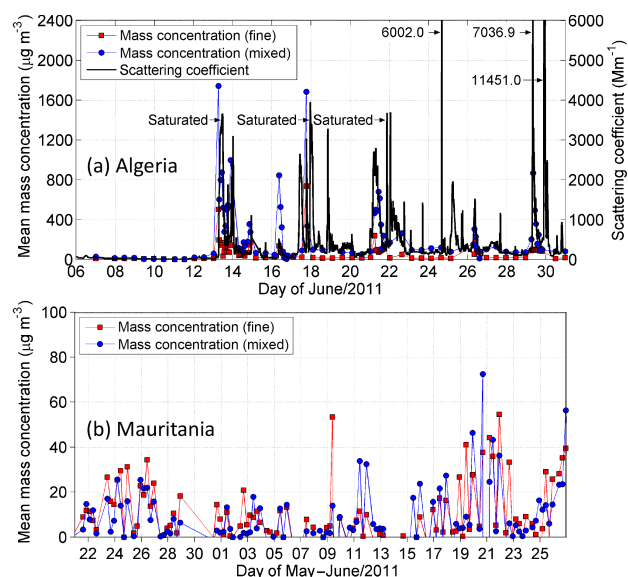 2400
2000
1600
1200
800
400
0
Mean mass concentration (µg m⁻³)
Mass concentration (fine)
Mass concentration (mixed)
Scattering coefficient
Saturated
Saturated
Saturated
6002.0
7036.9
11451.0
(a) Algeria
6000
5000
4000
3000
2000
1000
0
Scattering coefficient (Mm⁻¹)
06 08 10 12 14 16 18 20 22 24 26 28 30
Day of June/2011
100
80
60
40
20
0
Mean mass concentration (µg m⁻³)
Mass concentration (fine)
Mass concentration (mixed)
(b) Mauritania
22 24 26 28 30 01 03 05 07 09 11 13 15 17 19 21 23 25
Day of May−June/2011